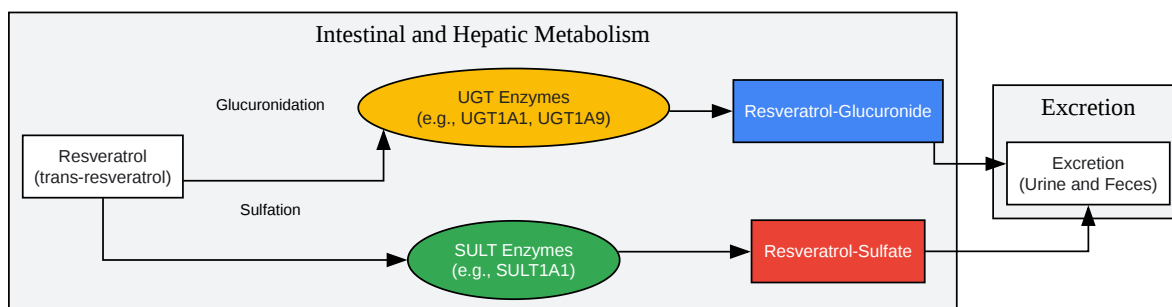 Intestinal and Hepatic Metabolism
Glucuronidation
UGT Enzymes
(e.g., UGT1A1, UGT1A9)
Resveratrol-Glucuronide
Excretion
Resveratrol
(trans-resveratrol)
Excretion
(Urine and Feces)
Sulfation
SULT Enzymes
(e.g., SULT1A1)
Resveratrol-Sulfate